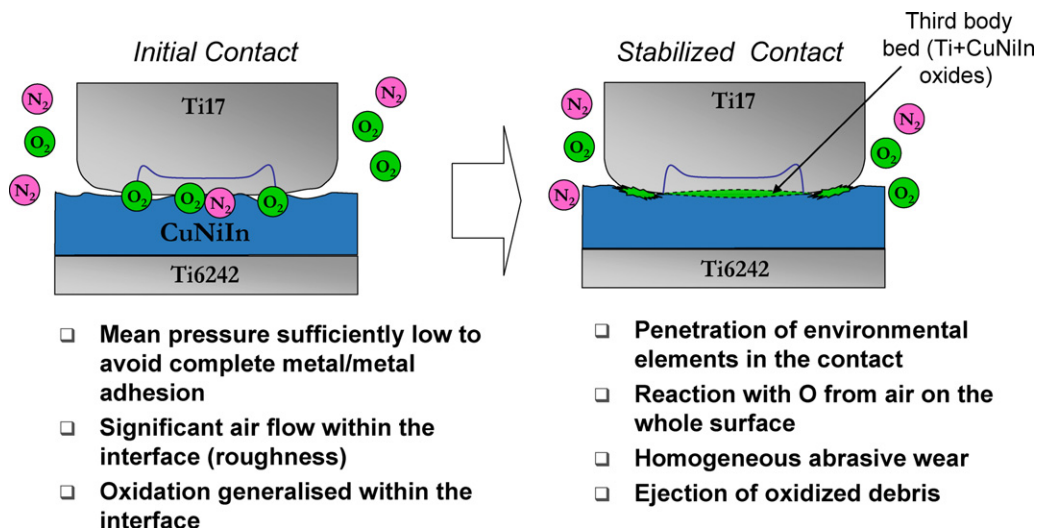 Initial Contact
N₂
Ti17
N₂
O₂
O₂
O₂
N₂
O₂
O₂
N₂
O₂
CuNiIn
Ti6242
❑ Mean pressure sufficiently low to
avoid complete metal/metal
adhesion
❑ Significant air flow within the
interface (roughness)
❑ Oxidation generalised within the
interface
Stabilized Contact
Third body
bed (Ti+CuNiIn
oxides)
N₂
Ti17
N₂
O₂
O₂
N₂
O₂
Ti6242
❑ Penetration of environmental
elements in the contact
❑ Reaction with O from air on the
whole surface
❑ Homogeneous abrasive wear
❑ Ejection of oxidized debris